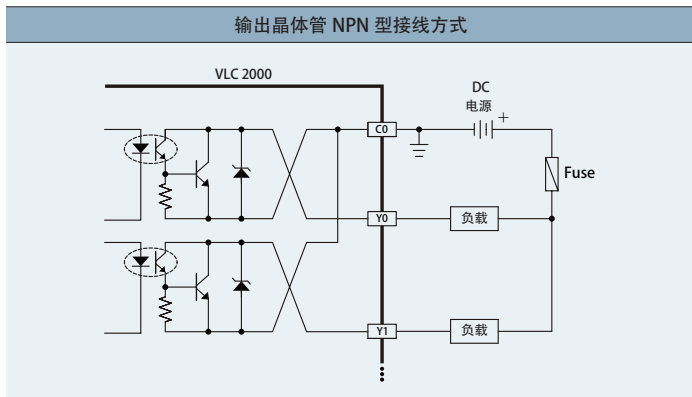 输出晶体管 NPN 型接线方式
VLC 2000
DC
电源
+
C0
Fuse
Y0
负载
Y1
负载